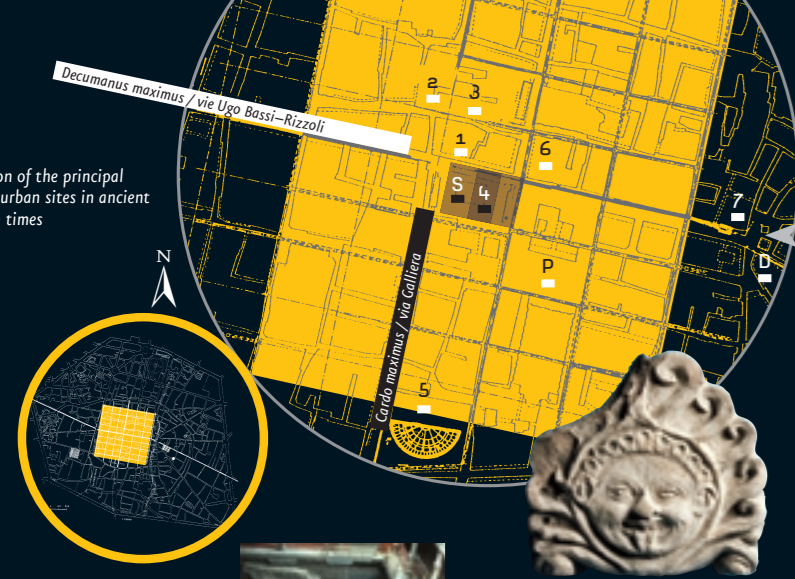 Decumanus maximus / vie Ugo Bassi–Rizzoli
on of the principal
urban sites in ancient
times
N
2
3
1
6
S
4
7
D
P
Cardo maximus / via Galliera
5